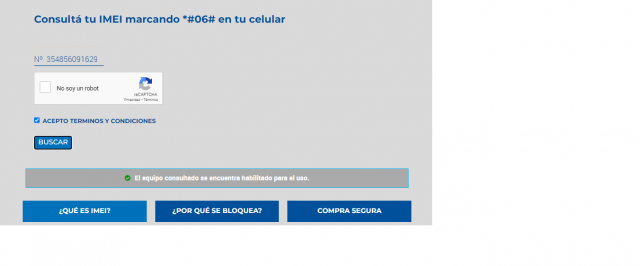 Consultá tu IMEI marcando *#06# en tu celular
Nº 354856091629
No soy un robot
reCAPTCHA
Privacidad - Términos
ACEPTO TERMINOS Y CONDICIONES
BUSCAR
El equipo consultado se encuentra habilitado para el uso.
¿QUÉ ES IMEI?
¿POR QUÉ SE BLOQUEA?
COMPRA SEGURA